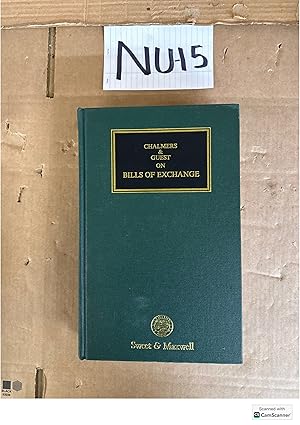 NU-15
CHALMERS
&
GUEST
ON
BILLS OF EXCHANGE
Sweet & Maxwell
Scanned with
CamScanner